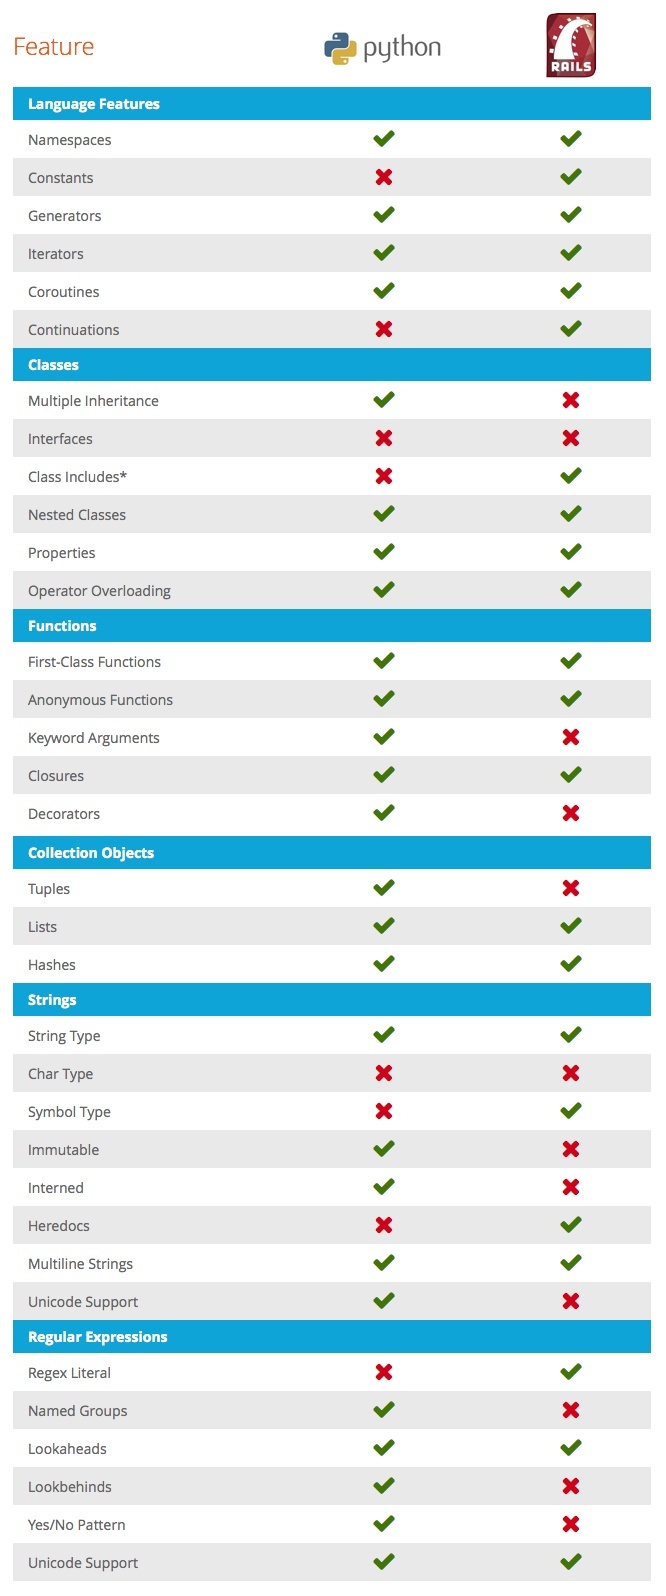 Feature python RAILS
Language Features
Namespaces
Constants
Generators
Iterators
Coroutines
Continuations
Classes
Multiple Inheritance
Interfaces
Class Includes*
Nested Classes
Properties
Operator Overloading
Functions
First-Class Functions
Anonymous Functions
Keyword Arguments
Closures
Decorators
Collection Objects
Tuples
Lists
Hashes
Strings
String Type
Char Type
Symbol Type
Immutable
Interned
Heredocs
Multiline Strings
Unicode Support
Regular Expressions
Regex Literal
Named Groups
Lookaheads
Lookbehinds
Yes/No Pattern
Unicode Support